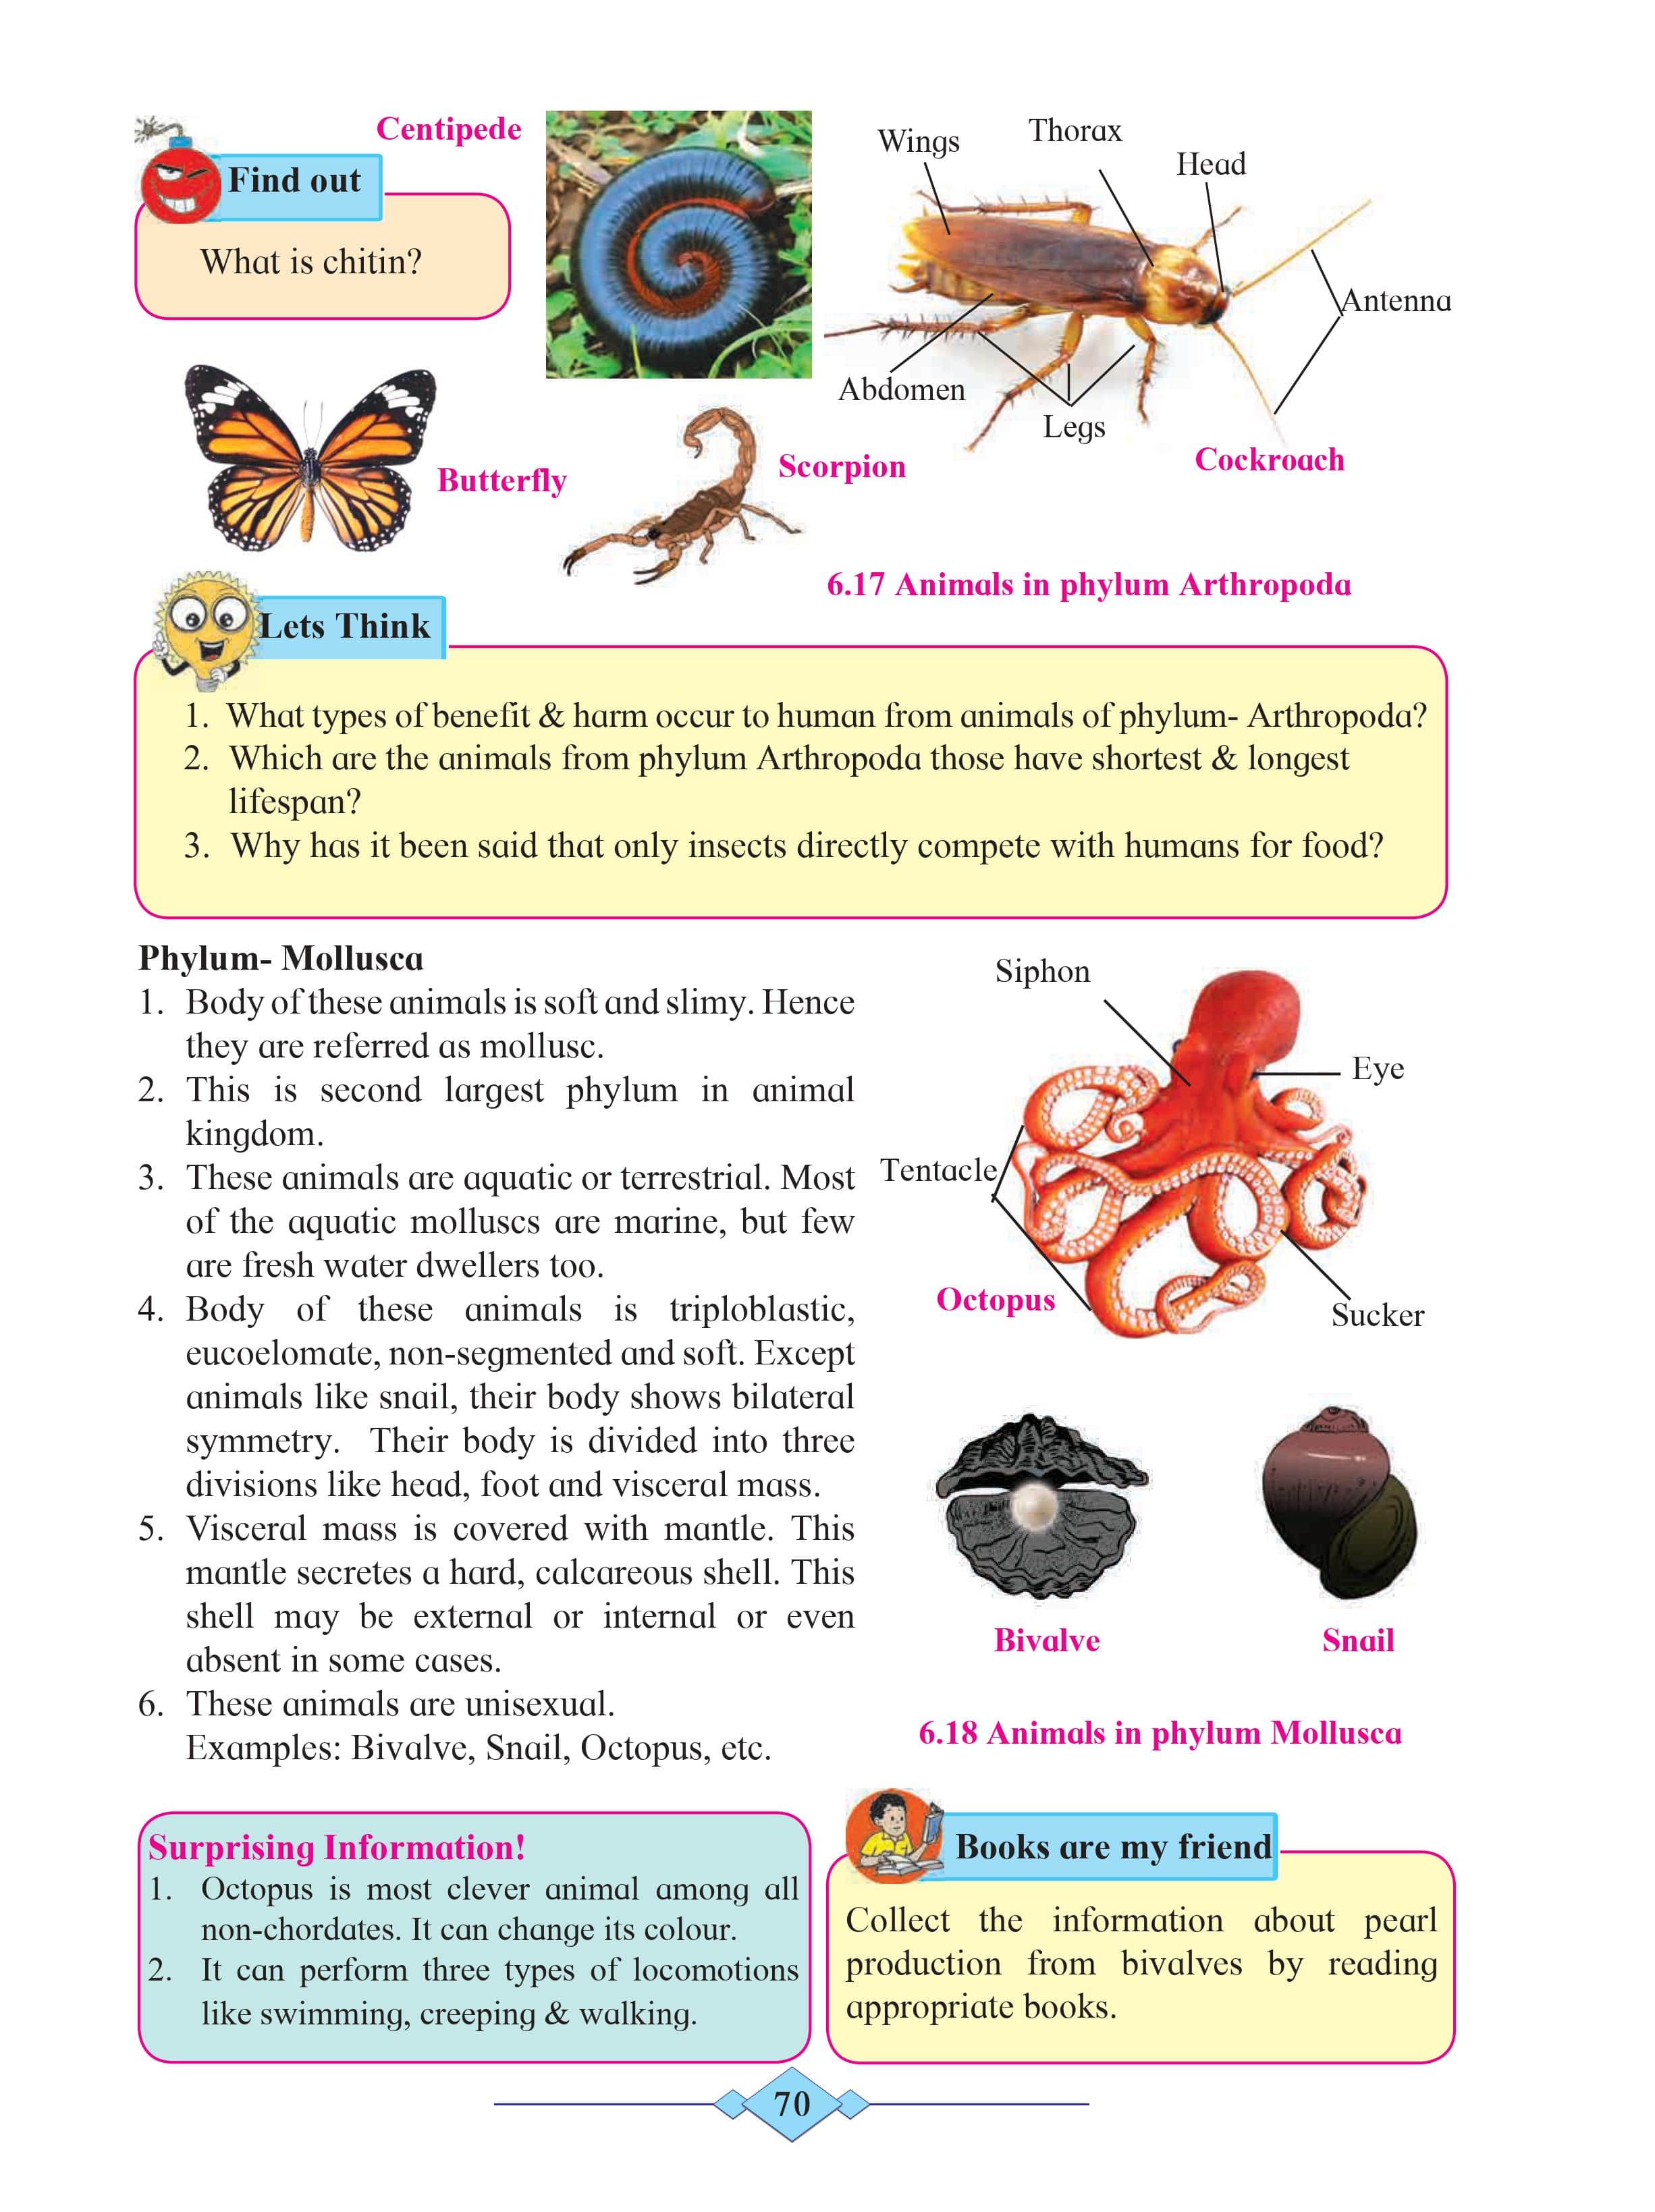 Centipede
Find out
What is chitin?
Wings
Thorax
Head
Antenna
Abdomen
Legs
Cockroach
Butterfly
Scorpion
6.17 Animals in phylum Arthropoda
Lets Think
1. What types of benefit & harm occur to human from animals of phylum- Arthropoda?
2. Which are the animals from phylum Arthropoda those have shortest & longest
lifespan?
3. Why has it been said that only insects directly compete with humans for food?
Phylum- Mollusca
1. Body of these animals is soft and slimy. Hence
they are referred as mollusc.
2. This is second largest phylum in animal
kingdom.
3. These animals are aquatic or terrestrial. Most
of the aquatic molluscs are marine, but few
are fresh water dwellers too.
4. Body of these animals is triploblastic,
eucoelomate, non-segmented and soft. Except
animals like snail, their body shows bilateral
symmetry. Their body is divided into three
divisions like head, foot and visceral mass.
5. Visceral mass is covered with mantle. This
mantle secretes a hard, calcareous shell. This
shell may be external or internal or even
absent in some cases.
6. These animals are unisexual.
Examples: Bivalve, Snail, Octopus, etc.
Siphon
Eye
Tentacle
Octopus
Sucker
Bivalve
Snail
6.18 Animals in phylum Mollusca
Surprising Information!
1. Octopus is most clever animal among all
non-chordates. It can change its colour.
2. It can perform three types of locomotions
like swimming, creeping & walking.
Books are my friend
Collect the information about pearl
production from bivalves by reading
appropriate books.
70